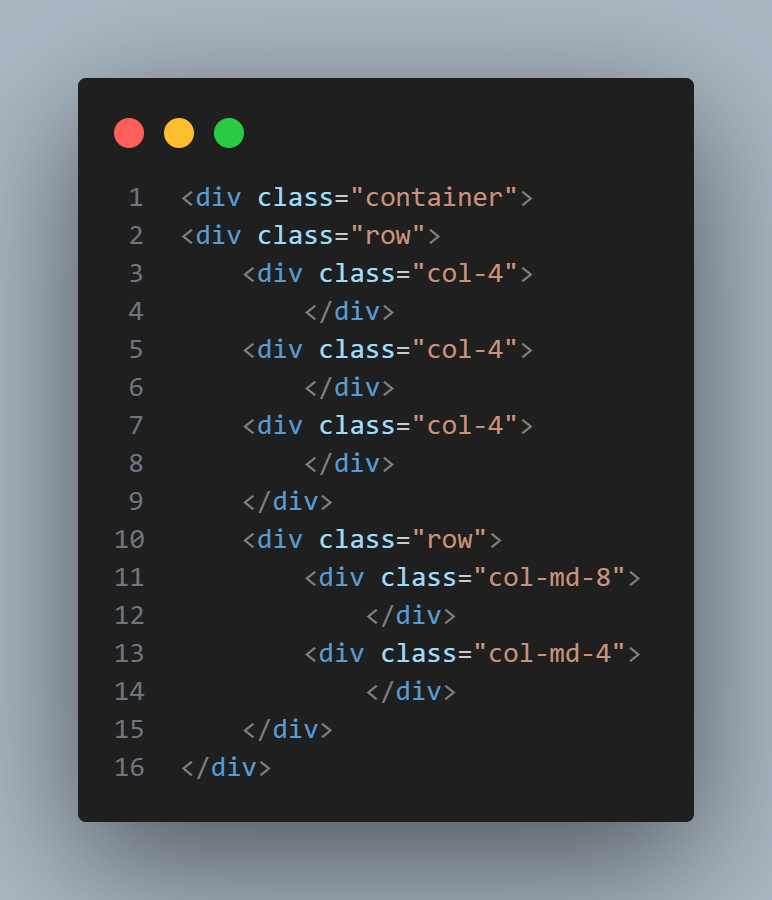 1 <div class="container">
2 <div class="row">
3     <div class="col-4">
4         </div>
5     <div class="col-4">
6         </div>
7     <div class="col-4">
8         </div>
9     </div>
10     <div class="row">
11         <div class="col-md-8">
12             </div>
13         <div class="col-md-4">
14             </div>
15     </div>
16 </div>